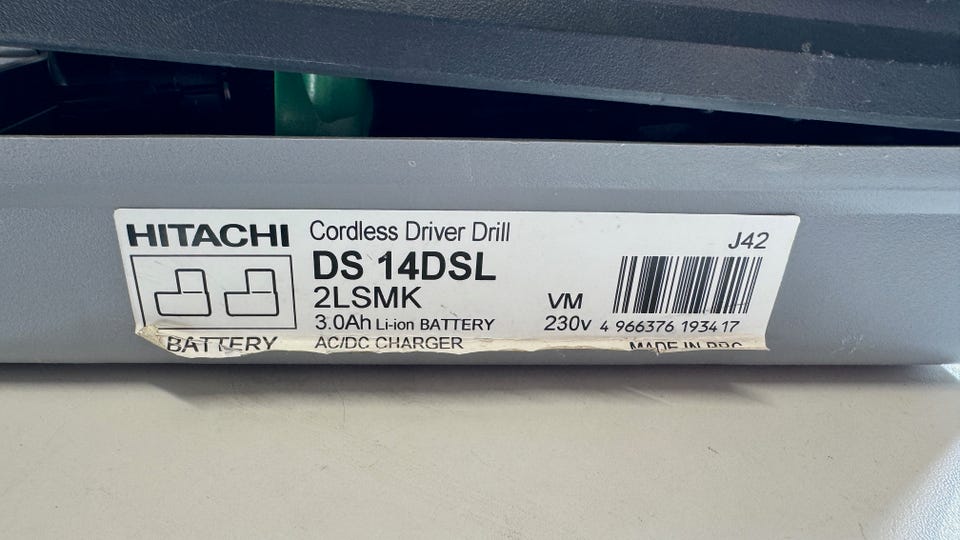 HITACHI
BATTERY
Cordless Driver Drill
DS 14DSL
2LSMK
3.0Ah Li-ion BATTERY
AC/DC CHARGER
VM
230v
J42
4 966376 193417
MADE IN PRC